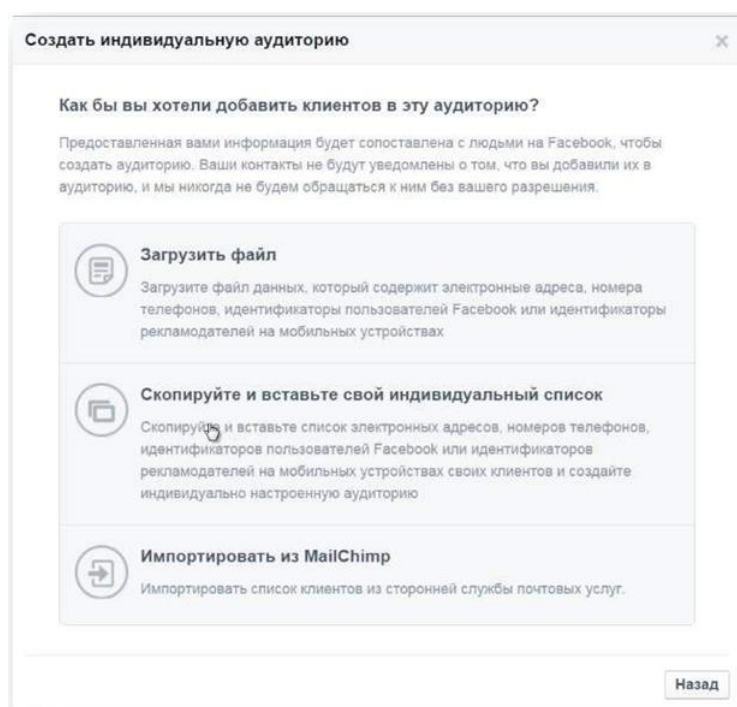 Создать индивидуальную аудиторию
Как бы вы хотели добавить клиентов в эту аудиторию?
Предоставленная вами информация будет сопоставлена с людьми на Facebook, чтобы
создать аудиторию. Ваши контакты не будут уведомлены о том, что вы добавили их в
аудиторию, и мы никогда не будем обращаться к ним без вашего разрешения.
Загрузить файл
Загрузите файл данных, который содержит электронные адреса, номера
телефонов, идентификаторы пользователей Facebook или идентификаторы
рекламодателей на мобильных устройствах
Скопируйте и вставьте свой индивидуальный список
Скопируйте и вставьте список электронных адресов, номеров телефонов,
идентификаторов пользователей Facebook или идентификаторов
рекламодателей на мобильных устройствах своих клиентов и создайте
индивидуально настроенную аудиторию
Импортировать из MailChimp
Импортировать список клиентов из сторонней службы почтовых услуг.
Назад